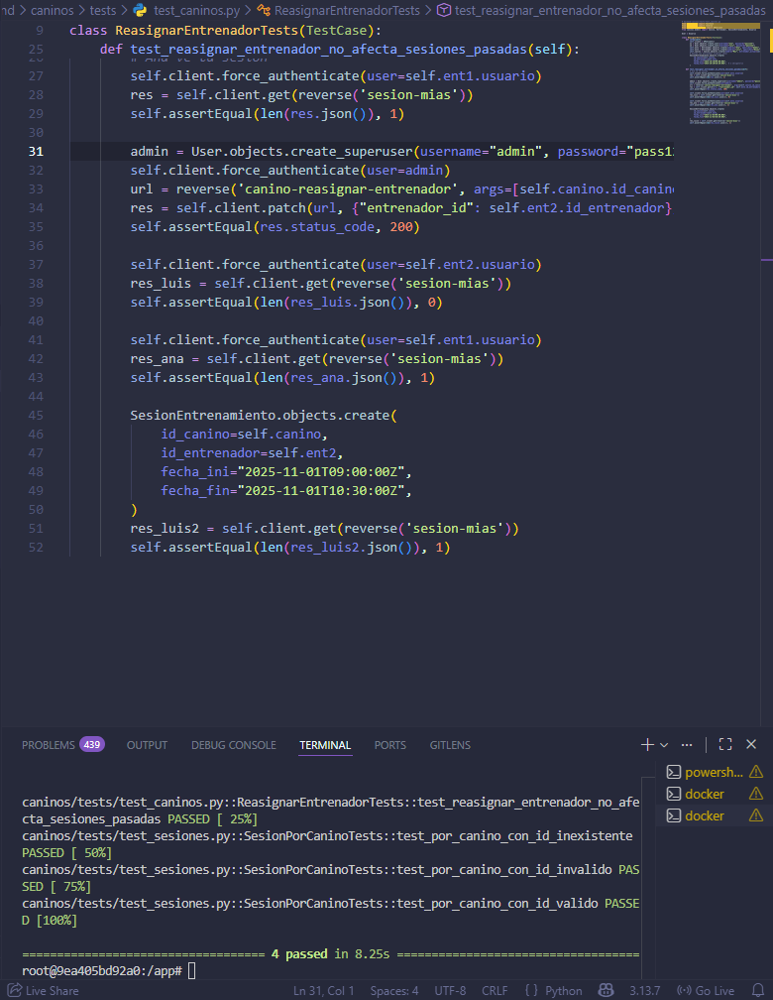 nd > caninos > tests > test_caninos.py > ReasignarEntrenadorTests > test_reasignar_entrenador_no_afecta_sesiones_pasadas
9 class ReasignarEntrenadorTests(TestCase):
25 def test_reasignar_entrenador_no_afecta_sesiones_pasadas(self):
27 self.client.force_authenticate(user=self.ent1.usuario)
28 res = self.client.get(reverse('sesion-mias'))
29 self.assertEqual(len(res.json()), 1)
30
31 admin = User.objects.create_superuser(username="admin", password="pass12
32 self.client.force_authenticate(user=admin)
33 url = reverse('canino-reasignar-entrenador', args=[self.canino.id_canino
34 res = self.client.patch(url, {"entrenador_id": self.ent2.id_entrenador}
35 self.assertEqual(res.status_code, 200)
36
37 self.client.force_authenticate(user=self.ent2.usuario)
38 res_luis = self.client.get(reverse('sesion-mias'))
39 self.assertEqual(len(res_luis.json()), 0)
40
41 self.client.force_authenticate(user=self.ent1.usuario)
42 res_ana = self.client.get(reverse('sesion-mias'))
43 self.assertEqual(len(res_ana.json()), 1)
44
45 SesionEntrenamiento.objects.create(
46 id_canino=self.canino,
47 id_entrenador=self.ent2,
48 fecha_ini="2025-11-01T09:00:00Z",
49 fecha_fin="2025-11-01T10:30:00Z",
50 )
51 res_luis2 = self.client.get(reverse('sesion-mias'))
52 self.assertEqual(len(res_luis2.json()), 1)
PROBLEMS 439 OUTPUT DEBUG CONSOLE TERMINAL PORTS GITLENS
powersh...
docker
docker
caninos/tests/test_caninos.py::ReasignarEntrenadorTests::test_reasignar_entrenador_no_afe
cta_sesiones_pasadas PASSED [ 25%]
caninos/tests/test_sesiones.py::SesionPorCaninoTests::test_por_canino_con_id_inexistente
PASSED [ 50%]
caninos/tests/test_sesiones.py::SesionPorCaninoTests::test_por_canino_con_id_invalido PAS
SED [ 75%]
caninos/tests/test_sesiones.py::SesionPorCaninoTests::test_por_canino_con_id_valido PASSE
D [100%]
================================== 4 passed in 8.25s ==================================
root@9ea405bd92a0:/app#
Live Share Ln 31, Col 1 Spaces: 4 UTF-8 CRLF { } Python 3.13.7 Go Live